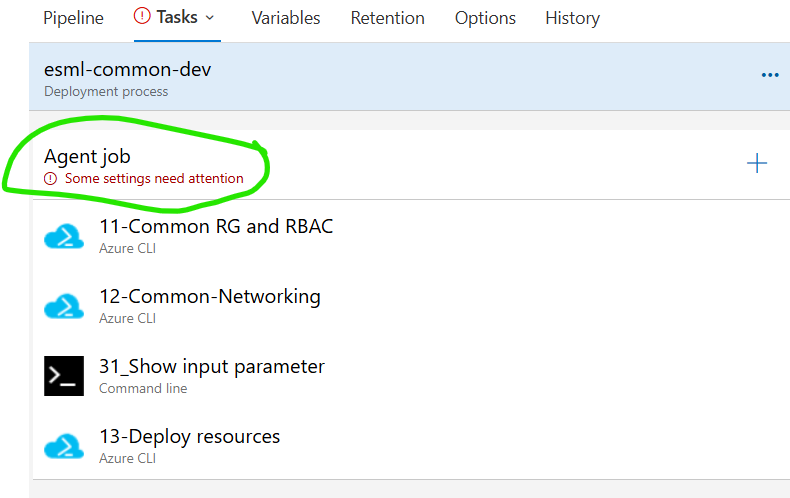 Pipeline Tasks Variables Retention Options History
esml-common-dev
Deployment process
Agent job
Some settings need attention
11-Common RG and RBAC
Azure CLI
12-Common-Networking
Azure CLI
31_Show input parameter
Command line
13-Deploy resources
Azure CLI